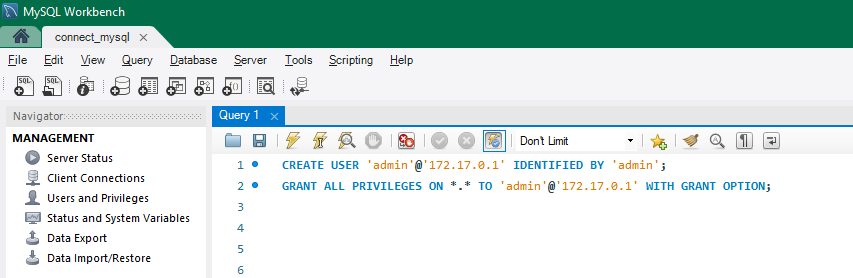 MySQL Workbench
connect_mysql ×
File Edit View Query Database Server Tools Scripting Help
Navigator
Query 1 ×
MANAGEMENT
Server Status
Client Connections
Users and Privileges
Status and System Variables
Data Export
Data Import/Restore
Don't Limit
1 CREATE USER 'admin'@'172.17.0.1' IDENTIFIED BY 'admin';
2 GRANT ALL PRIVILEGES ON *.* TO 'admin'@'172.17.0.1' WITH GRANT OPTION;
3
4
5
6